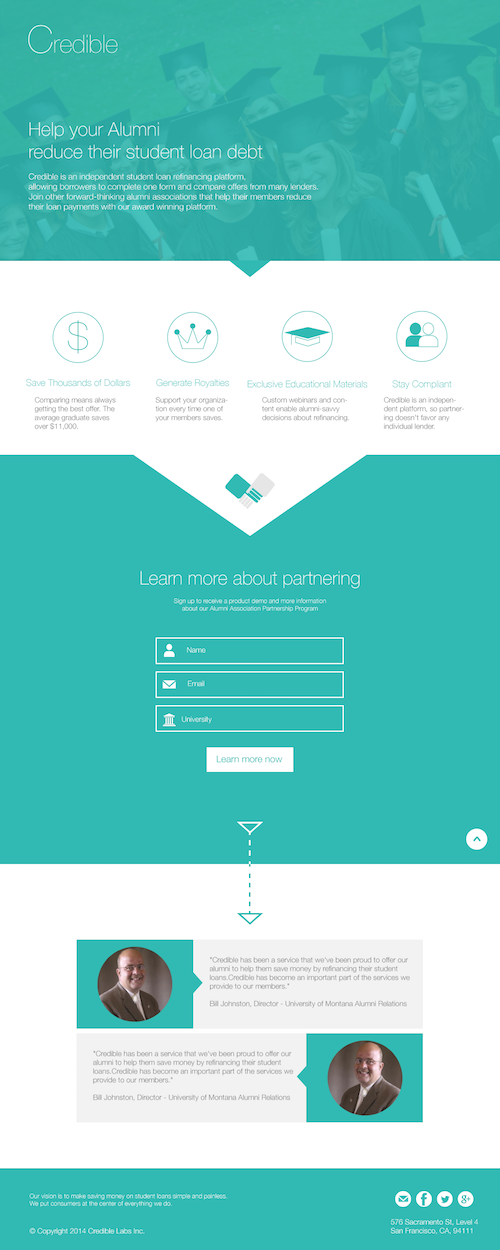 Credible
Help your Alumni
reduce their student loan debt
Credible is an independent student loan refinancing platform,
allowing borrowers to complete one form and compare offers from many lenders.
Join other forward-thinking alumni associations that help their members reduce
their loan payments with our award winning platform.
Save Thousands of Dollars
Comparing means always
getting the best offer. The
average graduate saves
over $11,000.
Generate Royalties
Support your organiza-
tion every time one of
your members saves.
Exclusive Educational Materials
Custom webinars and con-
tent enable alumni-savvy
decisions about refinancing.
Stay Compliant
Credible is an indepen-
dent platform, so partner-
ing doesn't favor any
individual lender.
Learn more about partnering
Sign up to receive a product demo and more information
about our Alumni Association Partnership Program
Name
Email
University
Learn more now
"Credible has been a service that we've been proud to offer our
alumni to help them save money by refinancing their student
loans.Credible has become an important part of the services we
provide to our members."
Bill Johnston, Director - University of Montana Alumni Relations
"Credible has been a service that we've been proud to offer our
alumni to help them save money by refinancing their student
loans.Credible has become an important part of the services we
provide to our members."
Bill Johnston, Director - University of Montana Alumni Relations
Our vision is to make saving money on student loans simple and painless.
We put consumers at the center of everything we do.
© Copyright 2014 Credible Labs Inc.
576 Sacramento St, Level 4
San Francisco, CA, 94111